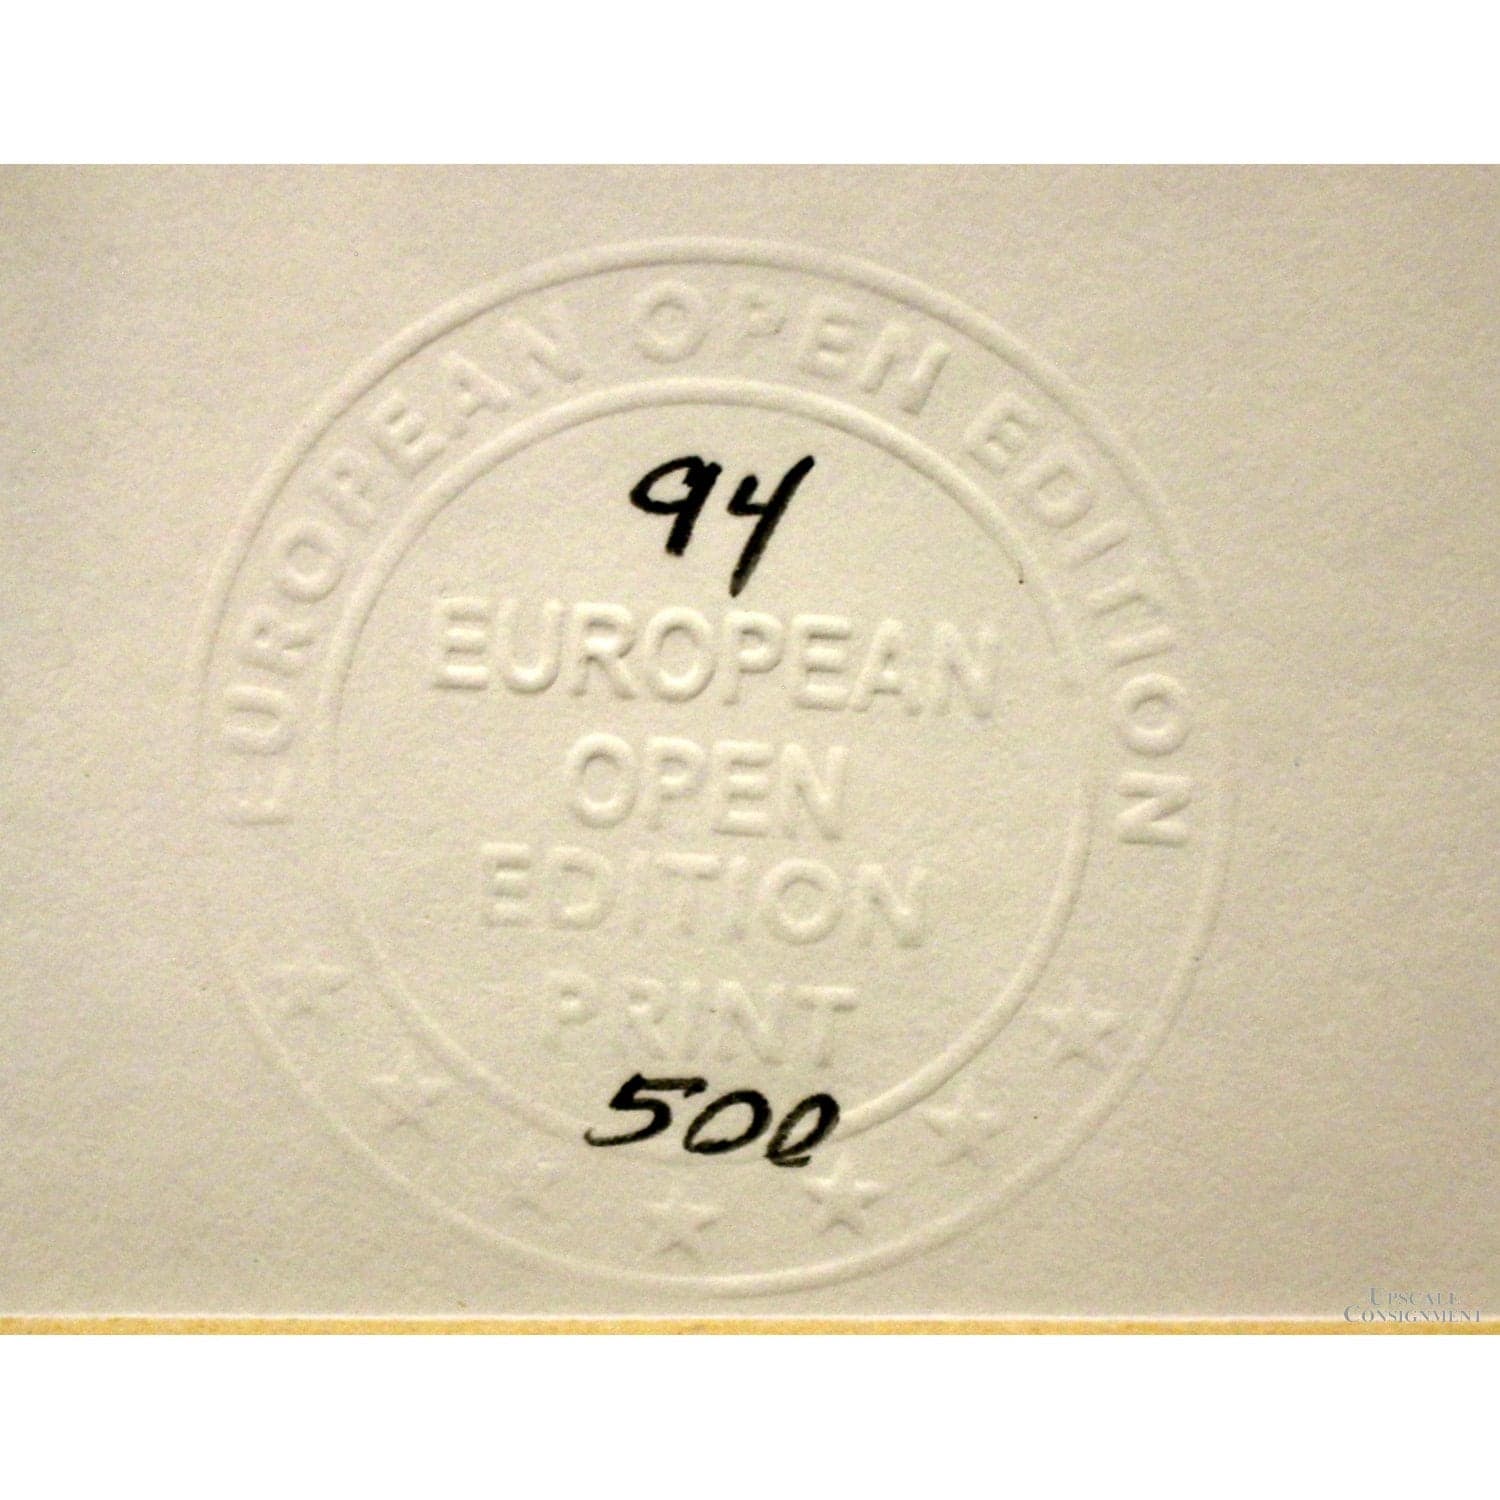 EUROPEAN OPEN EDITION
94
EUROPEAN
OPEN
EDITION
PRINT
500
UPSCALE
CONSIGNMENT